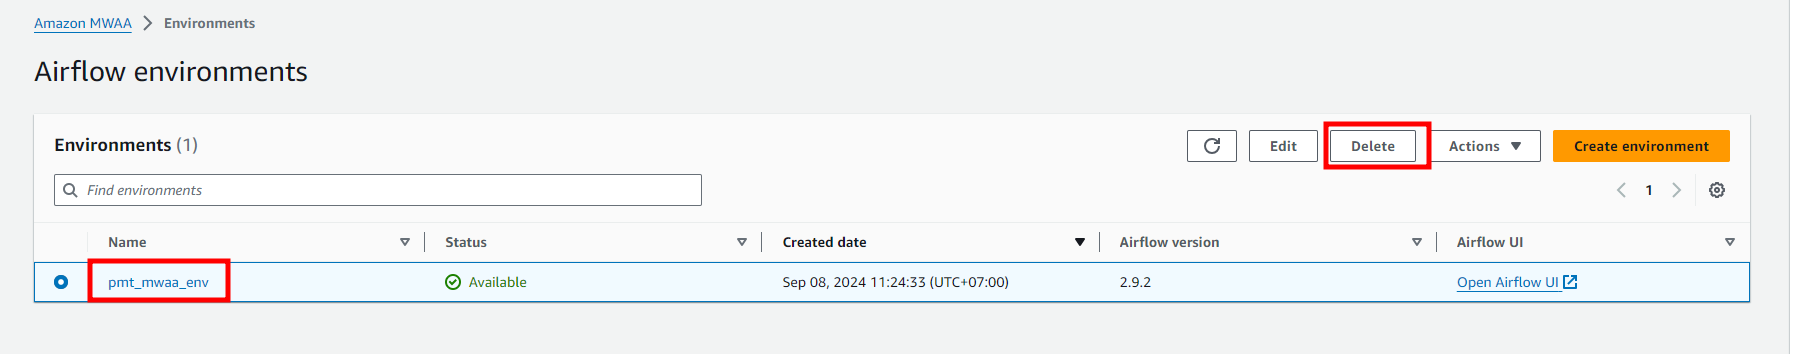 Amazon MWAA > Environments
Airflow environments
Environments (1)
Edit Delete Actions Create environment
Find environments
1
Name Status Created date Airflow version Airflow UI
pmt_mwaa_env Available Sep 08, 2024 11:24:33 (UTC+07:00) 2.9.2 Open Airflow UI